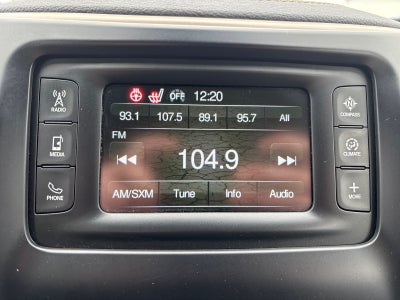 OFF 12:20
RADIO
93.1 107.5 89.1 95.7 All
COMPASS
FM
MEDIA
104.9
CLIMATE
AM/SXM Tune Info Audio
PHONE
MORE